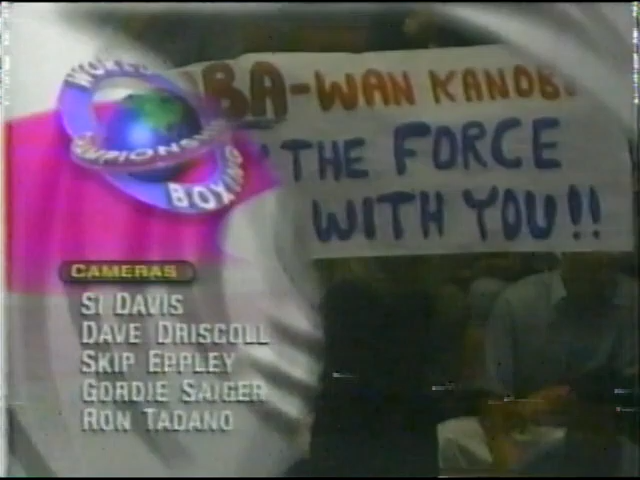 WORLD
CHAMPIONSHIP
BOXING
BA-WAN KANOB
THE FORCE
WITH YOU!!
CAMERAS
SI DAVIS
DAVE DRISCOLL
SKIP EPPLEY
GORDIE SAIGER
RON TADANO